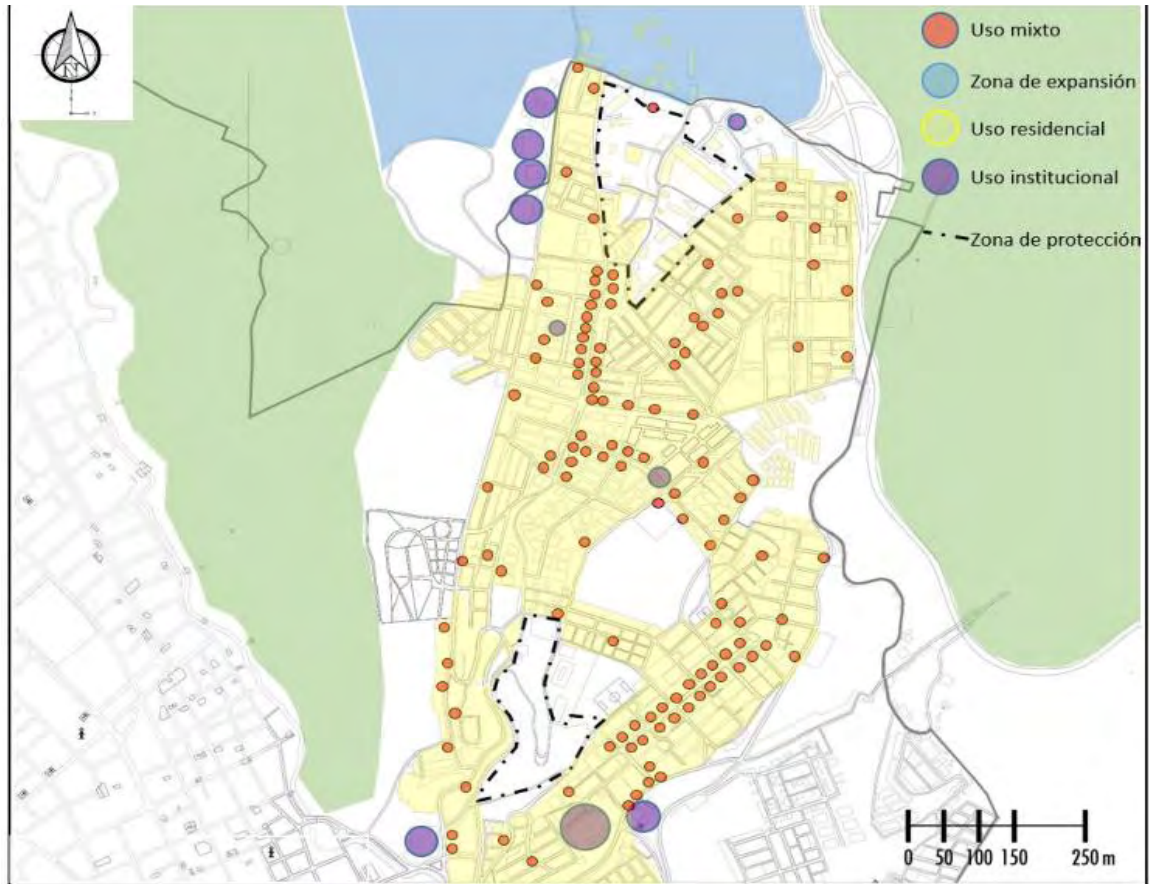 N
Uso mixto
Zona de expansión
Uso residencial
Uso institucional
Zona de protección
0 50 100 150 250 m